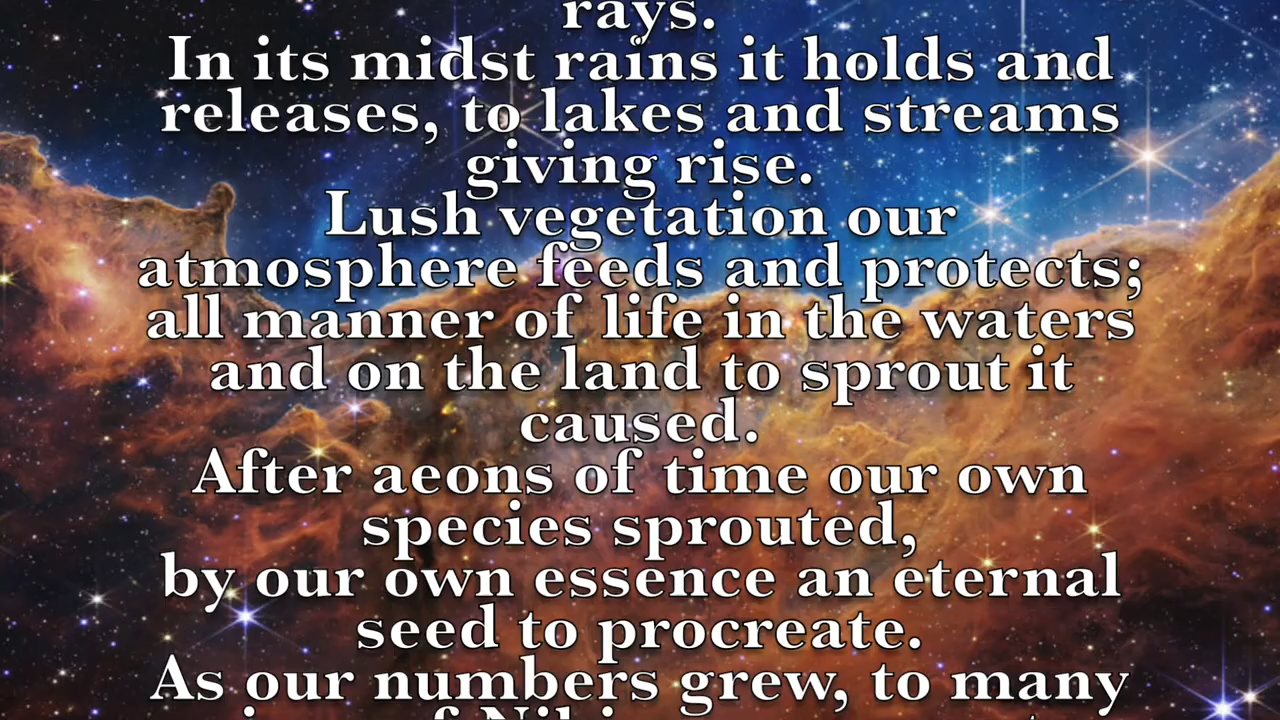 rays.
In its midst rains it holds and
releases, to lakes and streams
giving rise.
Lush vegetation our
atmosphere feeds and protects;
all manner of life in the waters
and on the land to sprout it
caused.
After aeons of time our own
species sprouted,
by our own essence an eternal
seed to procreate.
As our numbers grew, to many